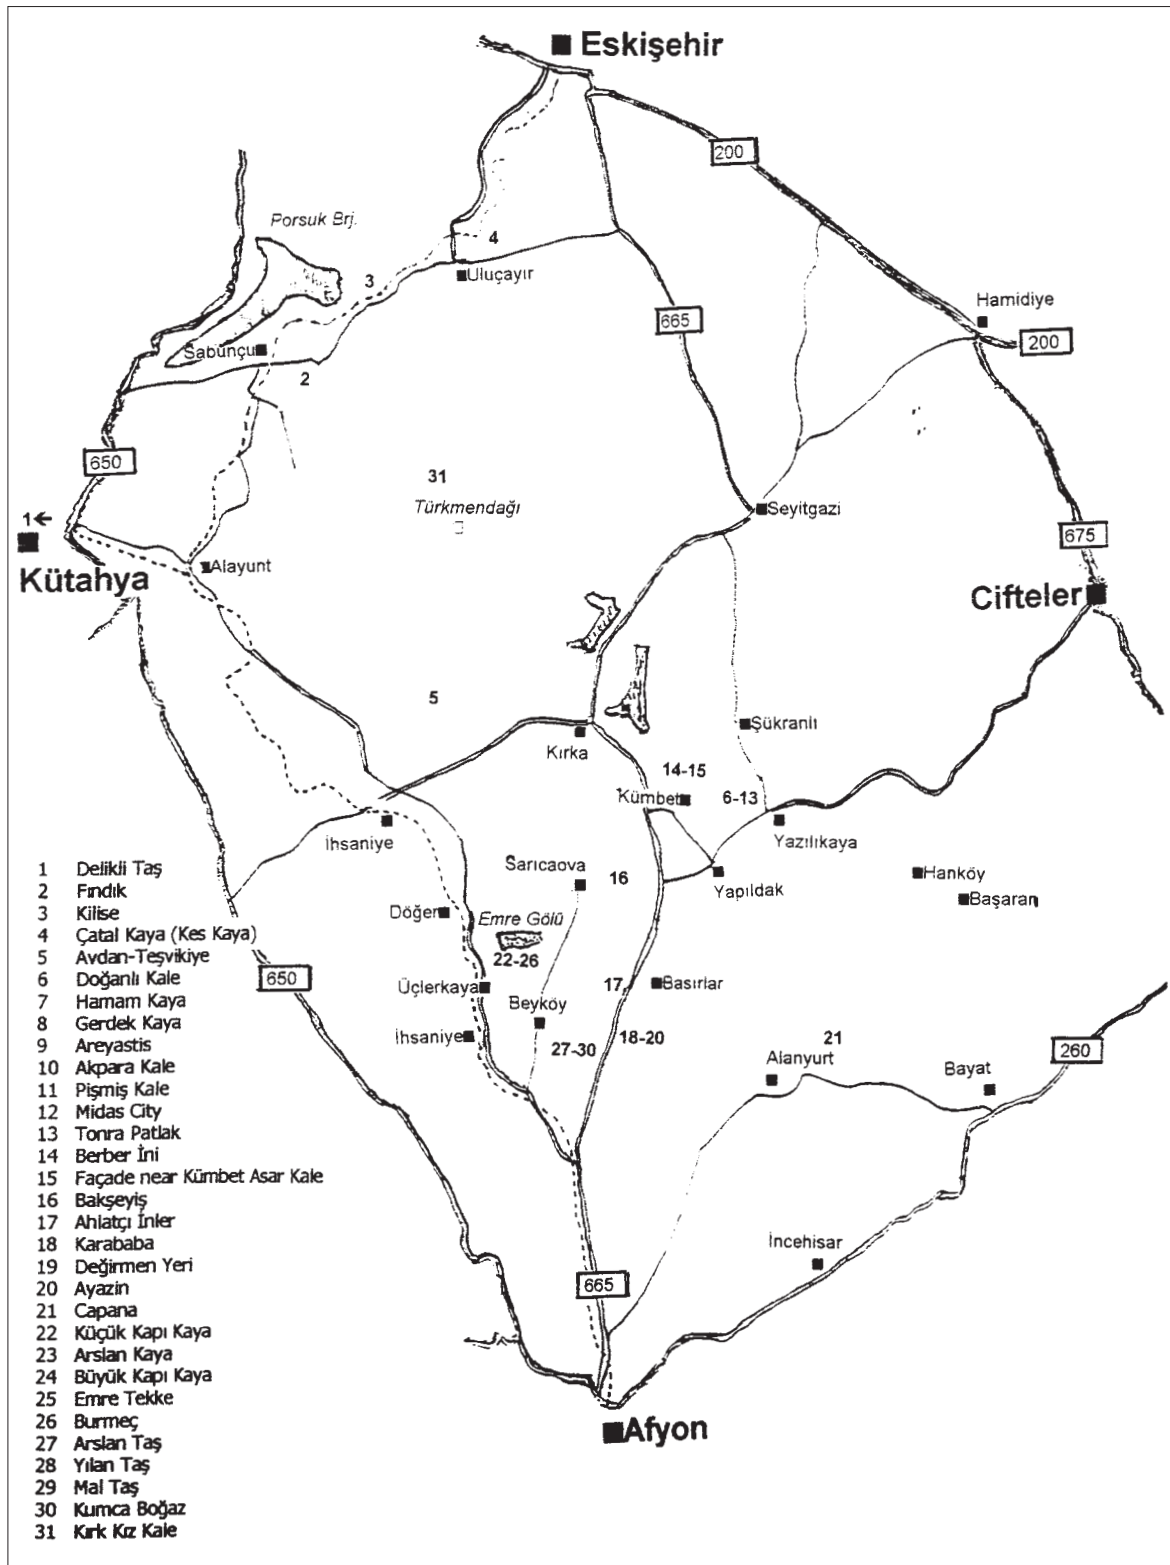 Eskişehir
200
Porsuk Brj.
4
Uluçayır
3
Hamidiye
665
200
Sabunçu
2
650
31
Türkmendağı
Seyitgazi
1←
Kütahya
Alayunt
675
Cifteler
5
Kırka
Şükranlı
14-15
Kümbet
6-13
İhsaniye
Yazılıkaya
Sarıcaova
16
Yapıldak
Hanköy
Başaran
Döğer
Emre Gölü
22-26
650
Üçlerkaya
17
Basırlar
Beyköy
İhsaniye
27-30
18-20
21
Alanyurt
Bayat
260
İncehisar
665
Afyon
1 Delikli Taş
2 Fındık
3 Kilise
4 Çatal Kaya (Kes Kaya)
5 Avdan-Teşvikiye
6 Doğanlı Kale
7 Hamam Kaya
8 Gerdek Kaya
9 Areyastis
10 Akpara Kale
11 Pişmiş Kale
12 Midas City
13 Tonra Patlak
14 Berber İni
15 Façade near Kümbet Asar Kale
16 Bakşeyiş
17 Ahlatçı İnler
18 Karababa
19 Değirmen Yeri
20 Ayazin
21 Capana
22 Küçük Kapı Kaya
23 Arslan Kaya
24 Büyük Kapı Kaya
25 Emre Tekke
26 Burmeç
27 Arslan Taş
28 Yılan Taş
29 Mal Taş
30 Kumca Boğaz
31 Kırk Kız Kale